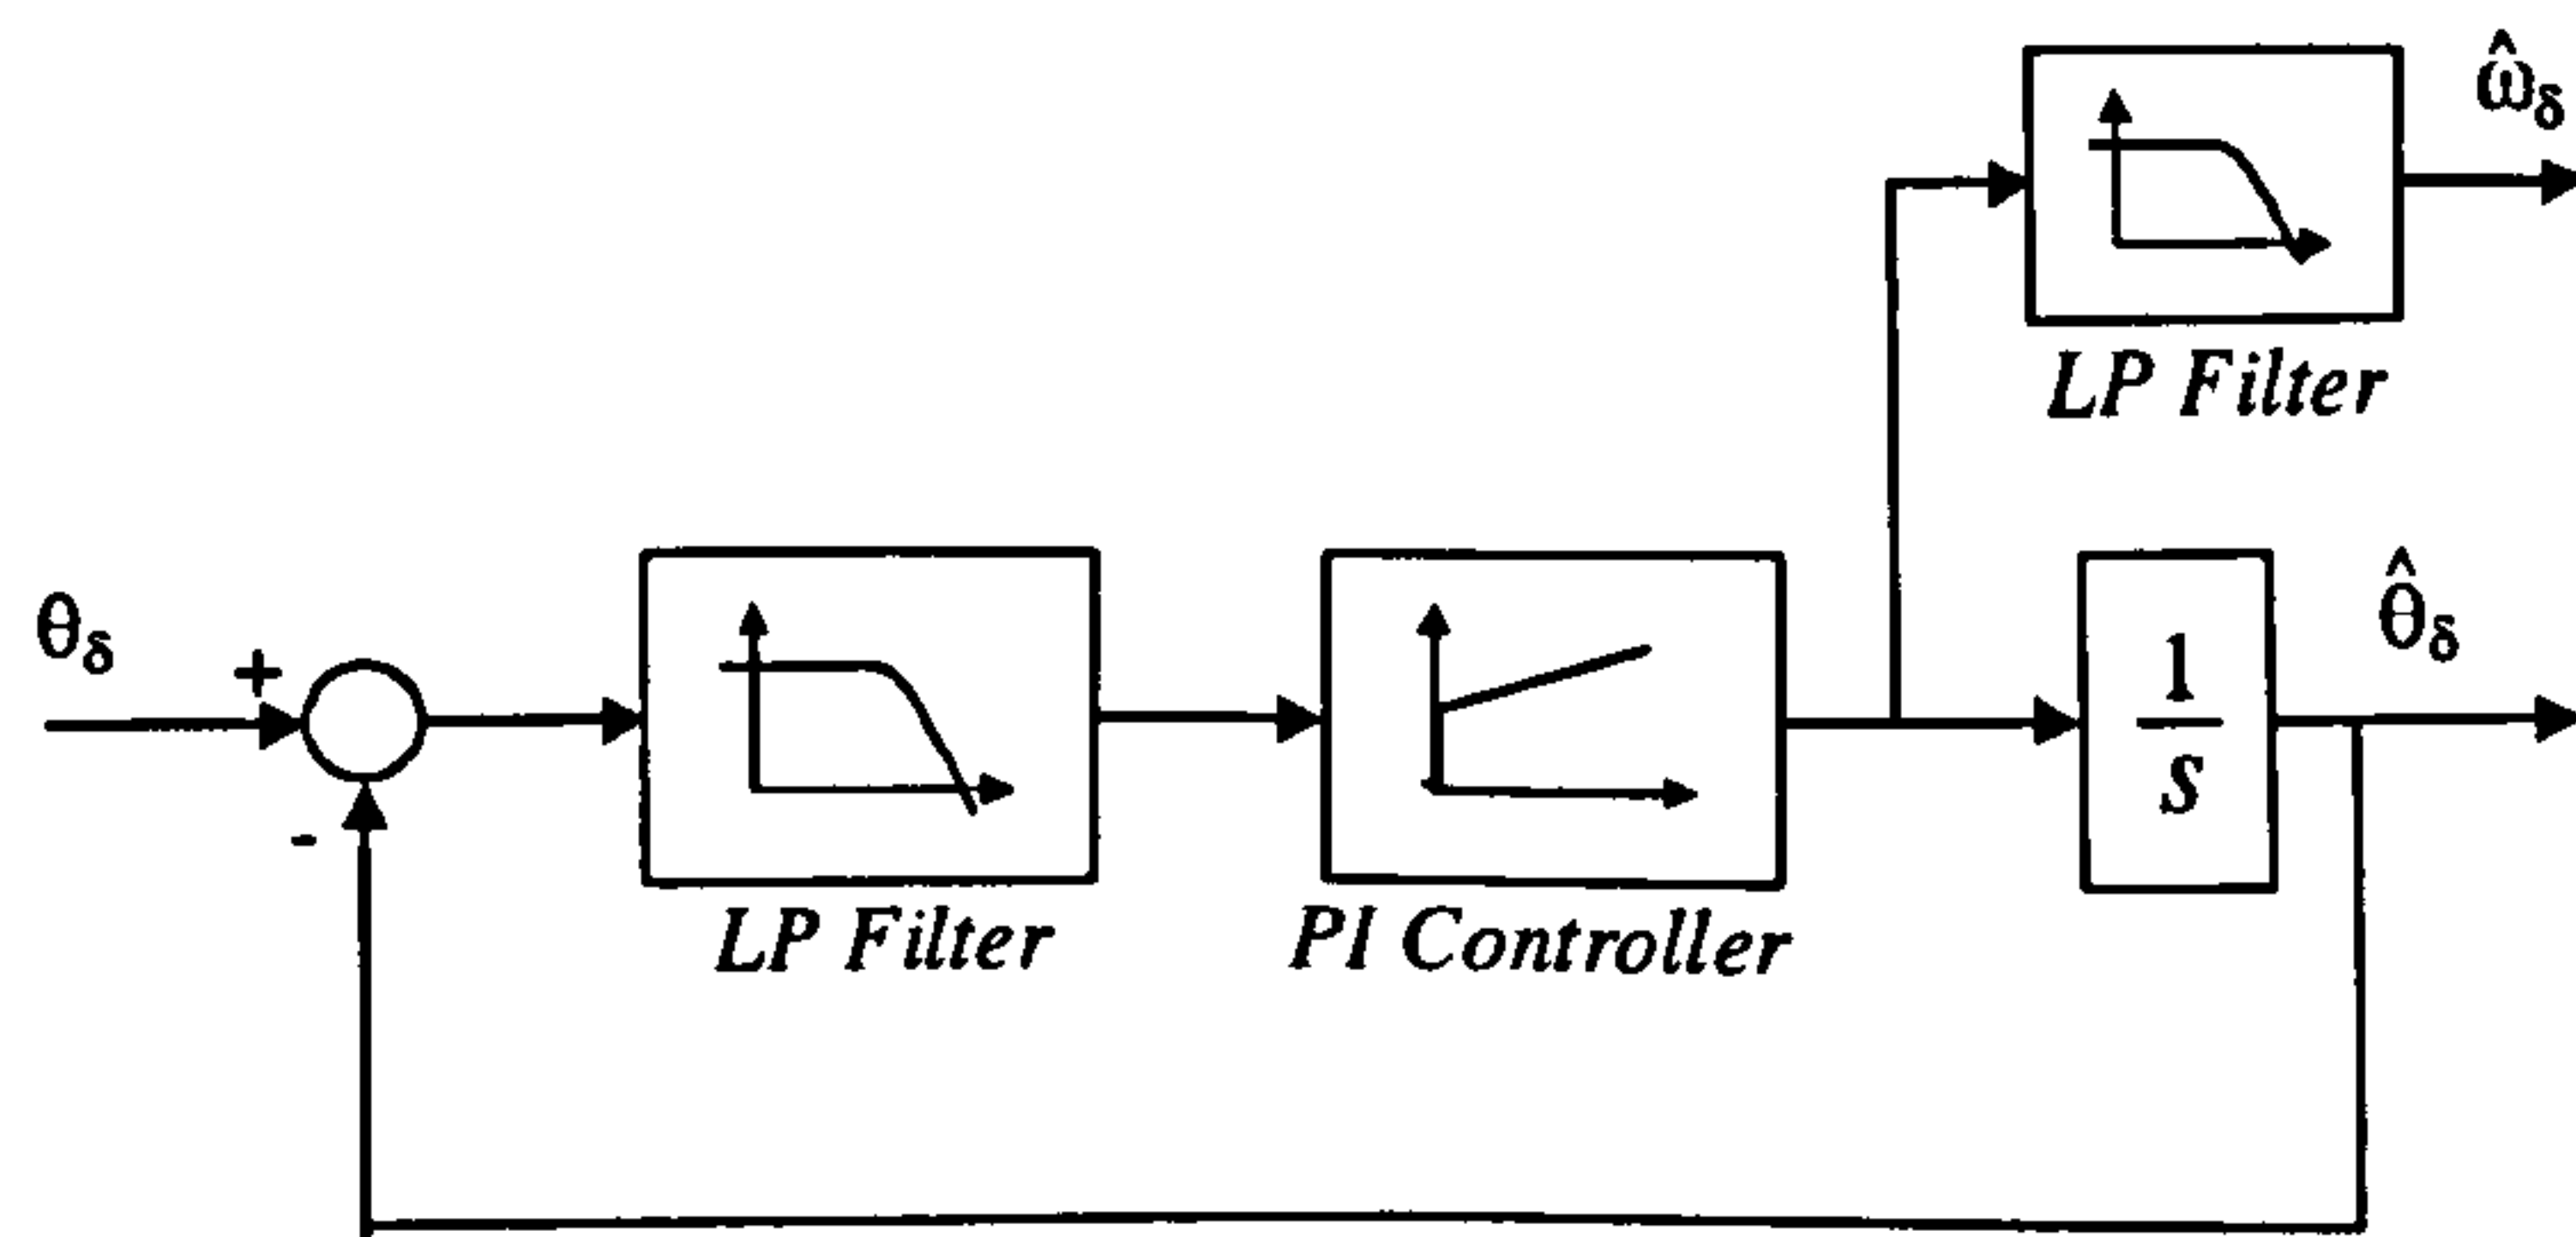 ω̂δ
LP Filter
θδ
+
-
LP Filter
PI Controller
1
s
θ̂δ